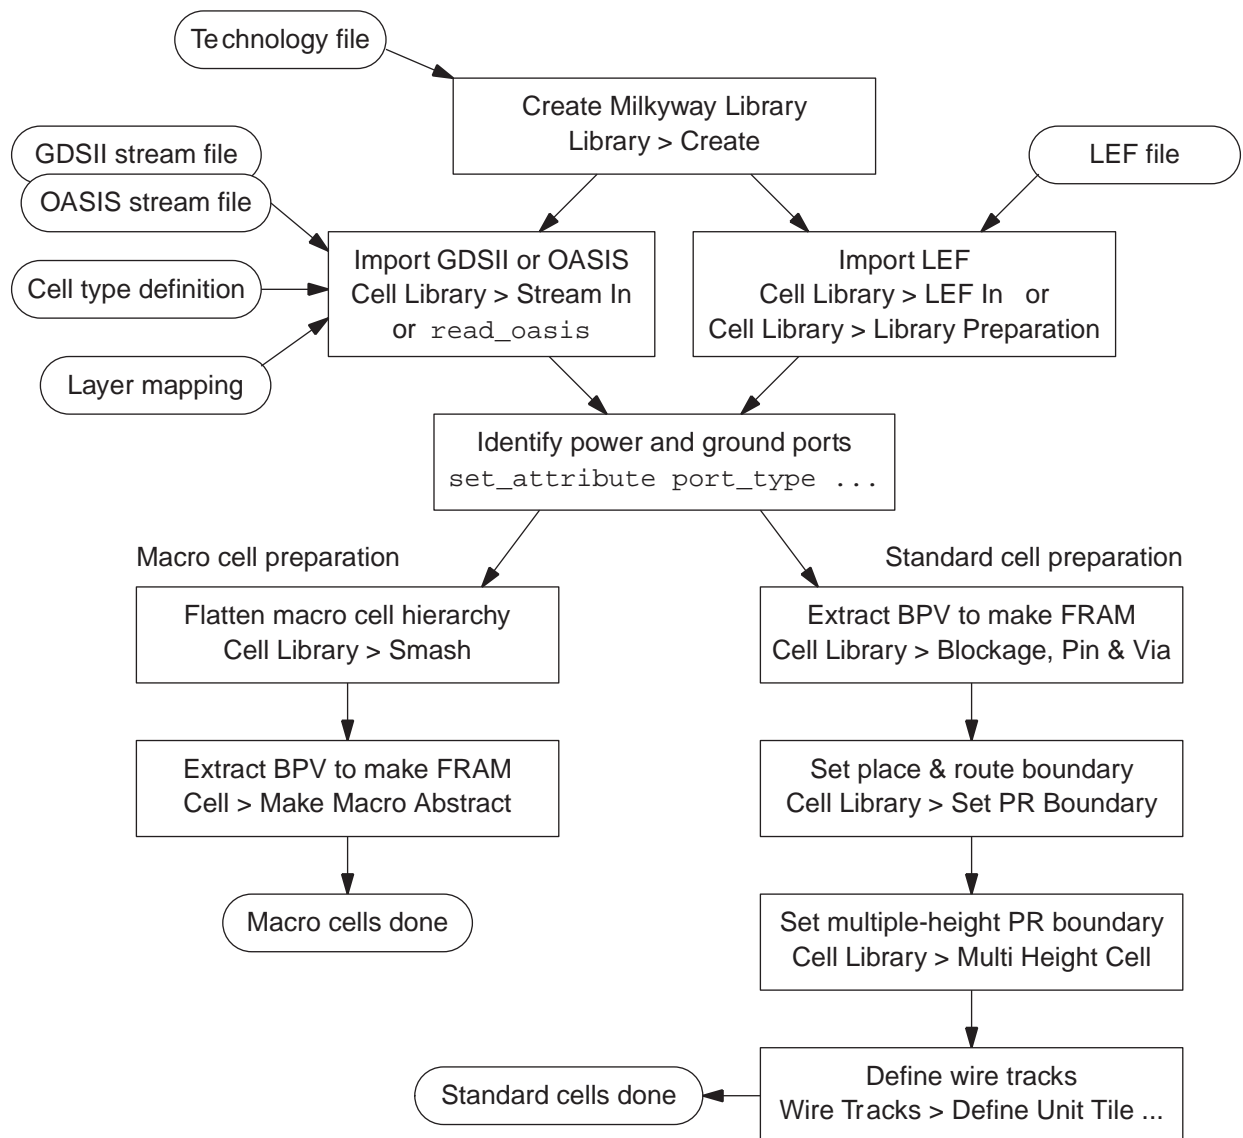 Technology file
Create Milkyway Library
Library > Create
GDSII stream file
OASIS stream file
LEF file
Import GDSII or OASIS
Cell Library > Stream In
or read_oasis
Import LEF
Cell Library > LEF In or
Cell Library > Library Preparation
Cell type definition
Layer mapping
Identify power and ground ports
set_attribute port_type ...
Macro cell preparation
Standard cell preparation
Flatten macro cell hierarchy
Cell Library > Smash
Extract BPV to make FRAM
Cell Library > Blockage, Pin & Via
Extract BPV to make FRAM
Cell > Make Macro Abstract
Set place & route boundary
Cell Library > Set PR Boundary
Macro cells done
Set multiple-height PR boundary
Cell Library > Multi Height Cell
Standard cells done
Define wire tracks
Wire Tracks > Define Unit Tile ...